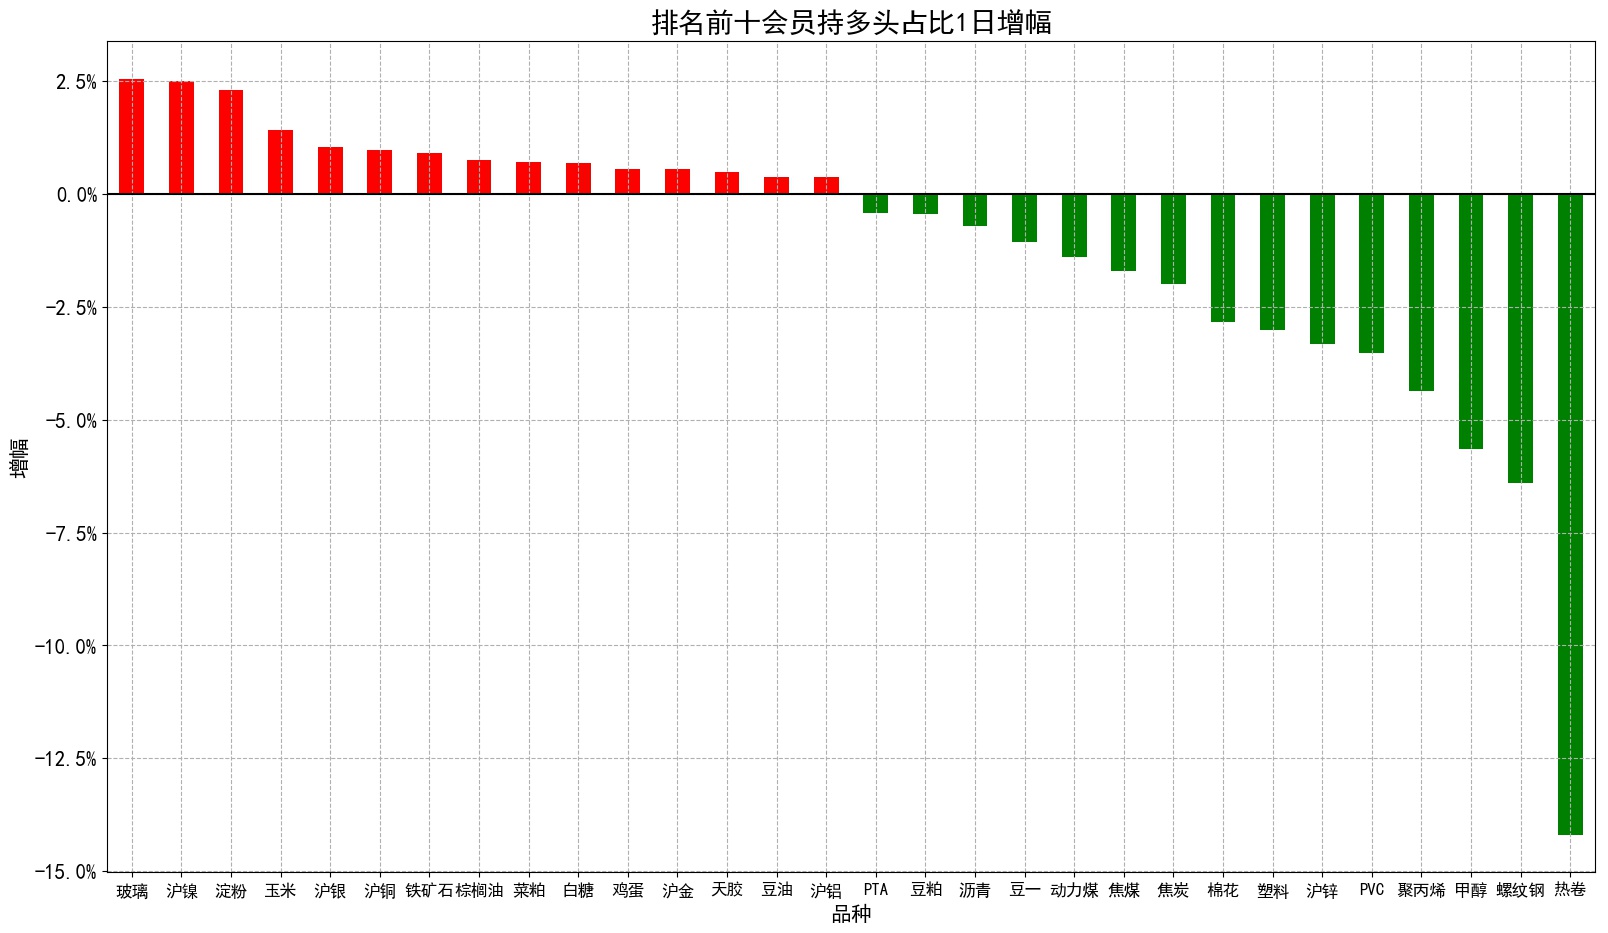 排名前十会员持多头占比1日增幅
2.5%
0.0%
-2.5%
-5.0%
-7.5%
-10.0%
-12.5%
-15.0%
增幅
玻璃 沪镍 淀粉 玉米 沪银 沪铜 铁矿石 棕榈油 菜粕 白糖 鸡蛋 沪金 天胶 豆油 沪铝 PTA 豆粕 沥青 豆一 动力煤 焦煤 焦炭 棉花 塑料 沪锌 PVC 聚丙烯 甲醇 螺纹钢 热卷
品种